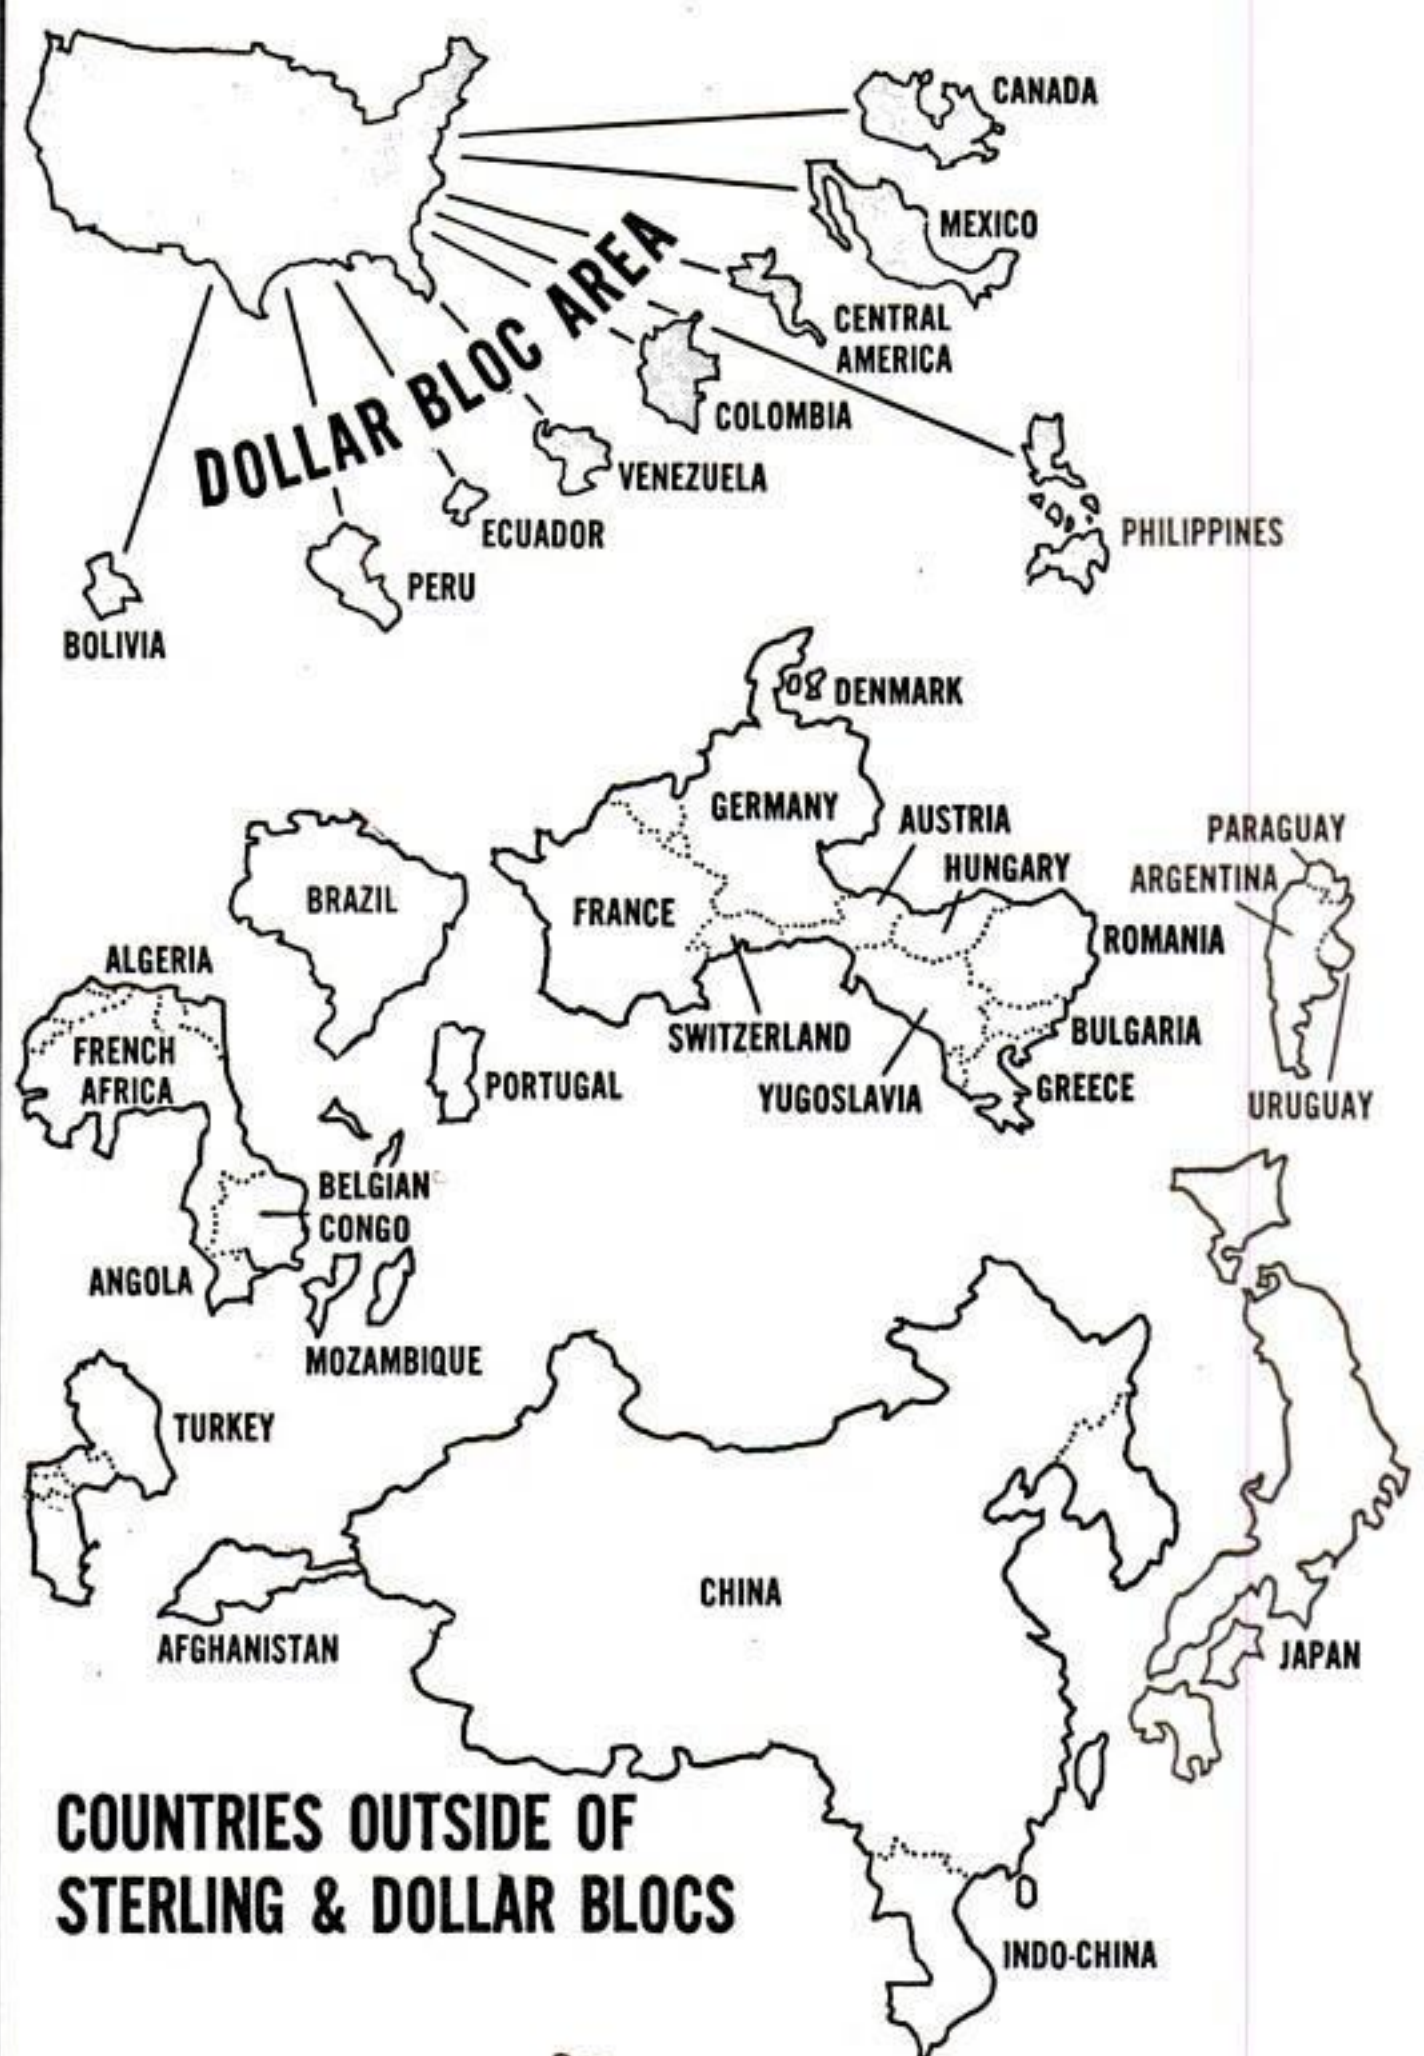 CANADA
MEXICO
DOLLAR BLOC AREA
CENTRAL
AMERICA
COLOMBIA
VENEZUELA
ECUADOR
PHILIPPINES
PERU
BOLIVIA
DENMARK
GERMANY
AUSTRIA
PARAGUAY
HUNGARY
ARGENTINA
BRAZIL
FRANCE
ROMANIA
ALGERIA
SWITZERLAND
BULGARIA
FRENCH
AFRICA
PORTUGAL
YUGOSLAVIA
GREECE
URUGUAY
BELGIAN
CONGO
ANGOLA
MOZAMBIQUE
TURKEY
CHINA
AFGHANISTAN
JAPAN
COUNTRIES OUTSIDE OF
STERLING & DOLLAR BLOCS
INDO-CHINA